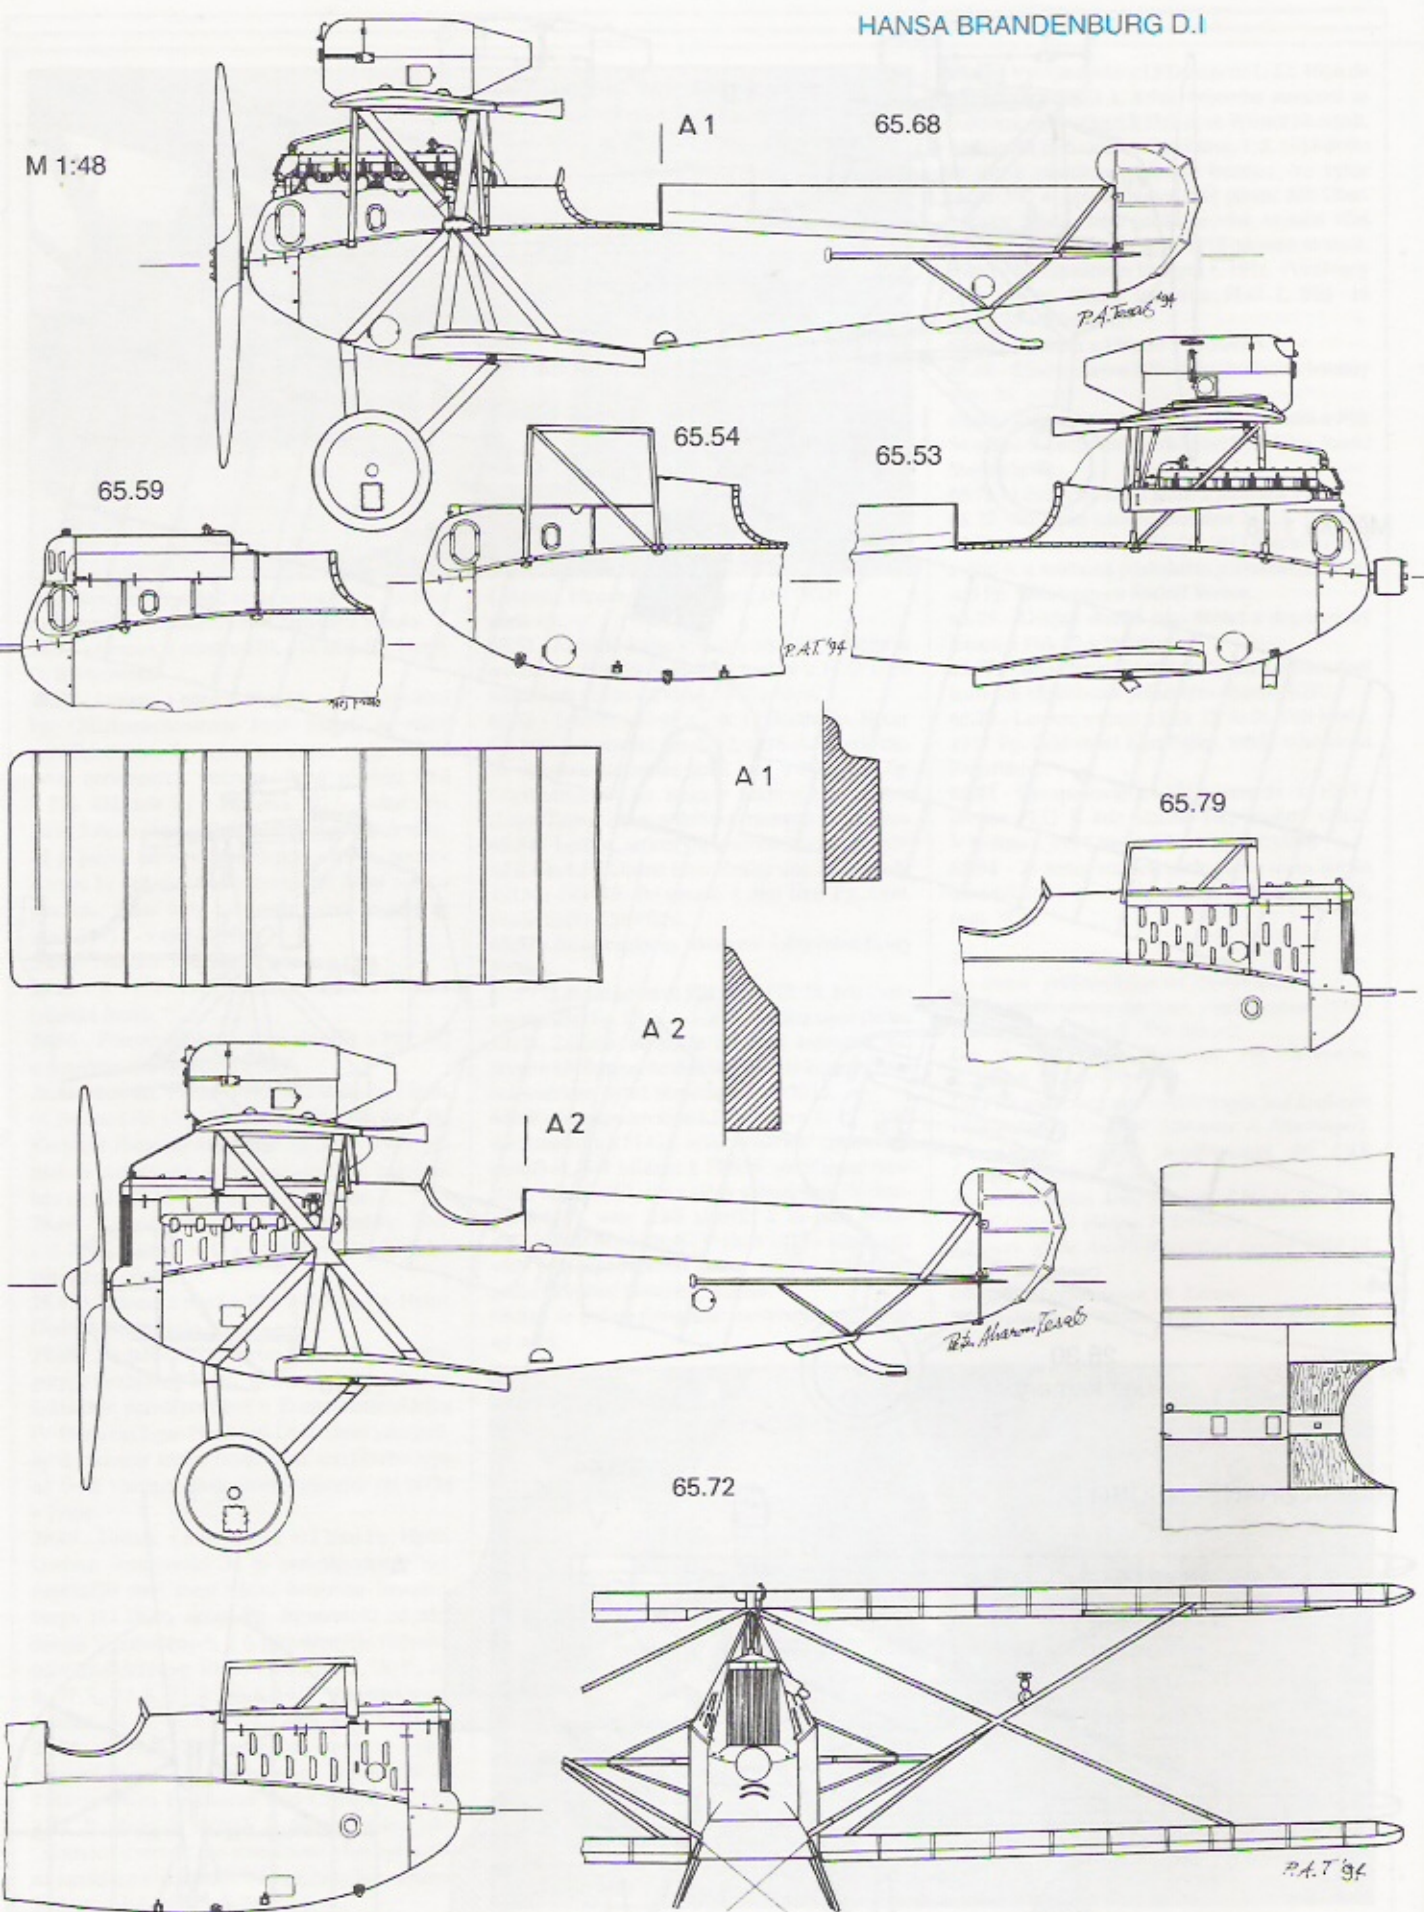 HANSA BRANDENBURG D.I
M 1:48
A 1
65.68
P.A.Tesař '94
65.54
65.53
65.59
P.A.T. '94
A 1
65.79
A 2
A 2
65.72
P.A.T '94